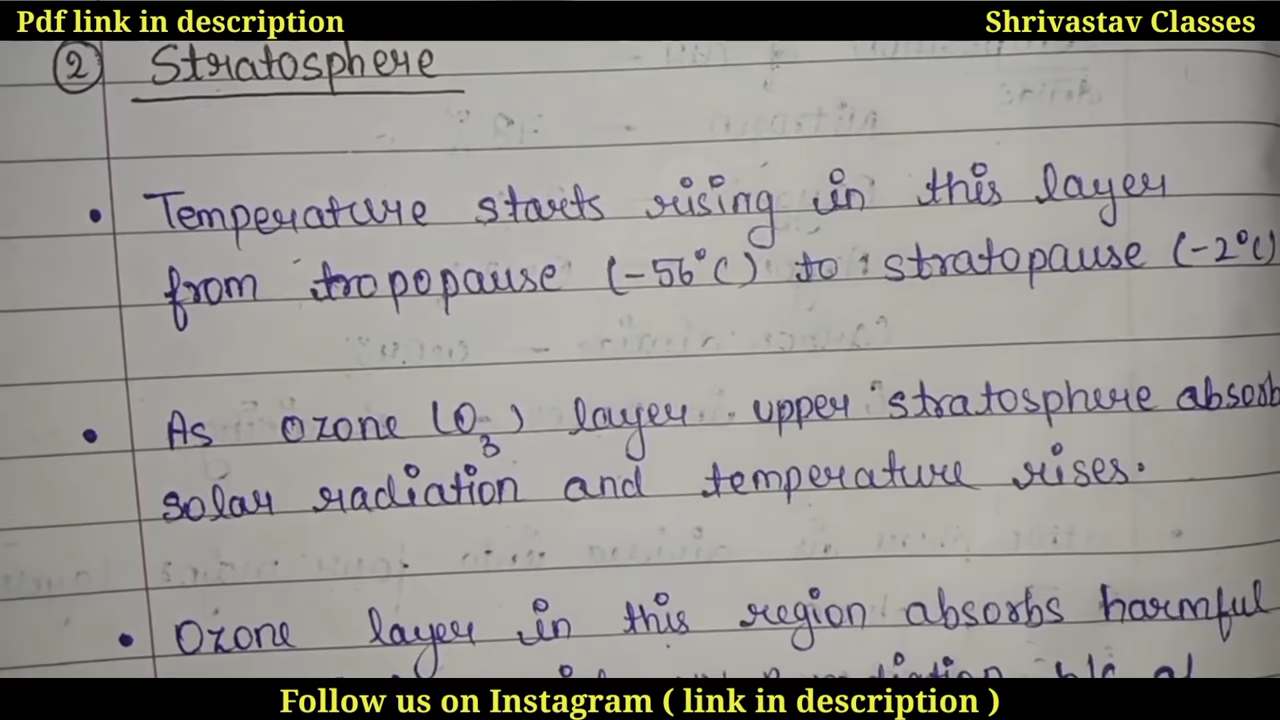 Pdf link in description
Shrivastav Classes
② Stratosphere
• Temperature starts rising in this layer
from tropopause (-56°C) to stratopause (-2°C)
• As Ozone (O3) layer upper stratosphere absorb
solar radiation and temperature rises.
• Ozone layer in this region absorbs harmful
Follow us on Instagram ( link in description )